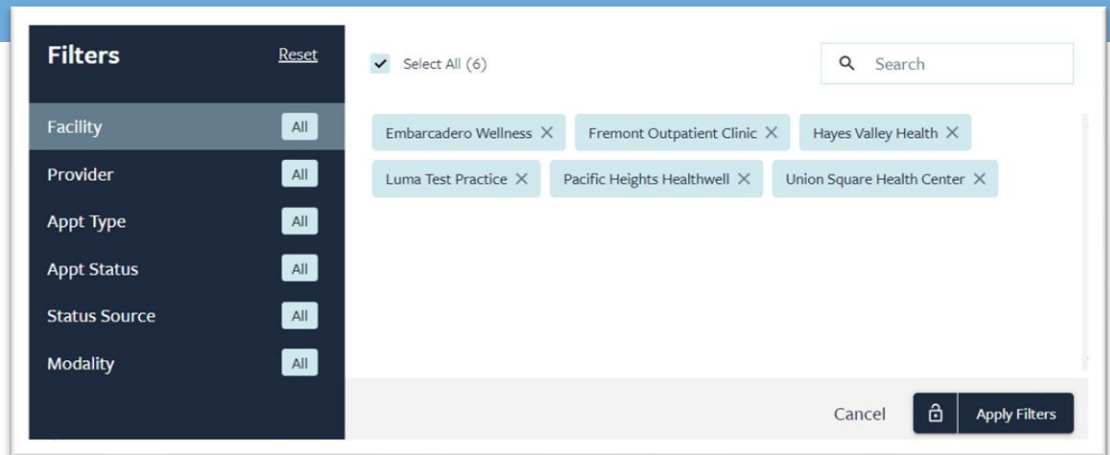 Filters Reset
Facility All
Provider All
Appt Type All
Appt Status All
Status Source All
Modality All
Select All (6) Search
Embarcadero Wellness Fremont Outpatient Clinic Hayes Valley Health
Luma Test Practice Pacific Heights Healthwell Union Square Health Center
Cancel Apply Filters